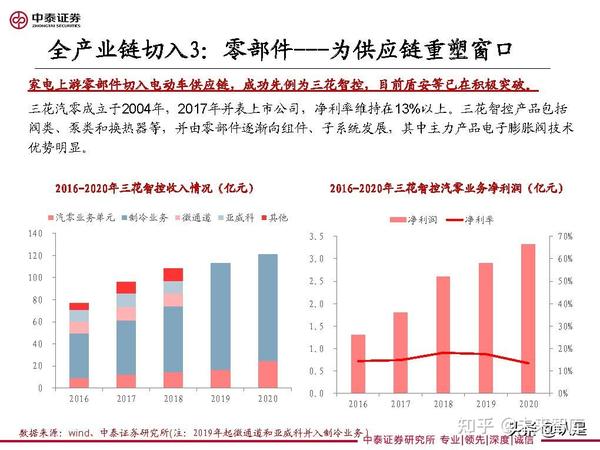 中泰证券
ZHONGTAI SECURITIES
全产业链切入3：零部件---为供应链重塑窗口
家电上游零部件切入电动车供应链，成功先例为三花智控，目前盾安等已在积极突破。
三花汽零成立于2004年，2017年并表上市公司，净利率维持在13%以上。三花智控产品包括
阀类、泵类和换热器等，并由零部件逐渐向组件、子系统发展，其中主力产品电子膨胀阀技术
优势明显。
2016-2020年三花智控收入情况（亿元）
汽零业务单元 制冷业务 微通道 亚威科 其他
140
120
100
80
60
40
20
0
2016 2017 2018 2019 2020
2016-2020年三花智控汽零业务净利润（亿元）
净利润 净利率
3.5 70%
3.0 60%
2.5 50%
2.0 40%
1.5 30%
1.0 20%
0.5 10%
0.0 0%
2016 2017 2018 2019 2020
数据来源：wind、中泰证券研究所(注：2019年起微通道和亚威科并入制冷业务)
中泰证券研究所 专业|领先|深度|诚信